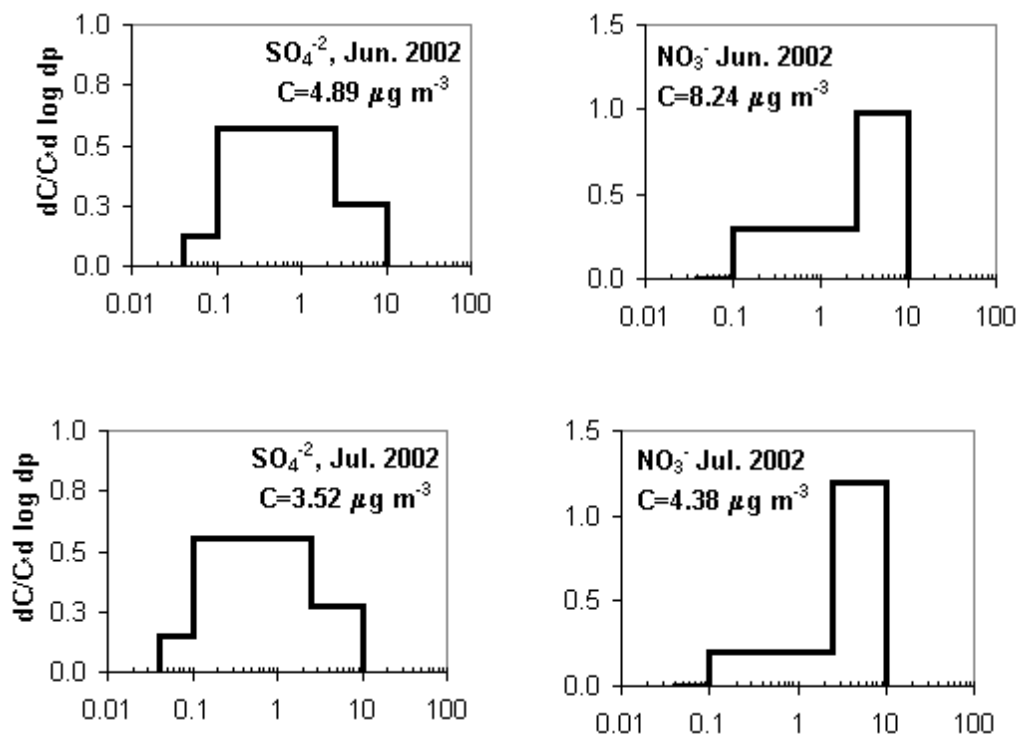 SO₄⁻², Jun. 2002
C=4.89 µg m⁻³
dC/C*d log dp
1.0
0.8
0.5
0.3
0.0
0.01 0.1 1 10 100
NO₃⁻ Jun. 2002
C=8.24 µg m⁻³
1.5
1.0
0.5
0.0
0.01 0.1 1 10 100
SO₄⁻², Jul. 2002
C=3.52 µg m⁻³
dC/C*d log dp
1.0
0.8
0.5
0.3
0.0
0.01 0.1 1 10 100
NO₃⁻ Jul. 2002
C=4.38 µg m⁻³
1.5
1.0
0.5
0.0
0.01 0.1 1 10 100